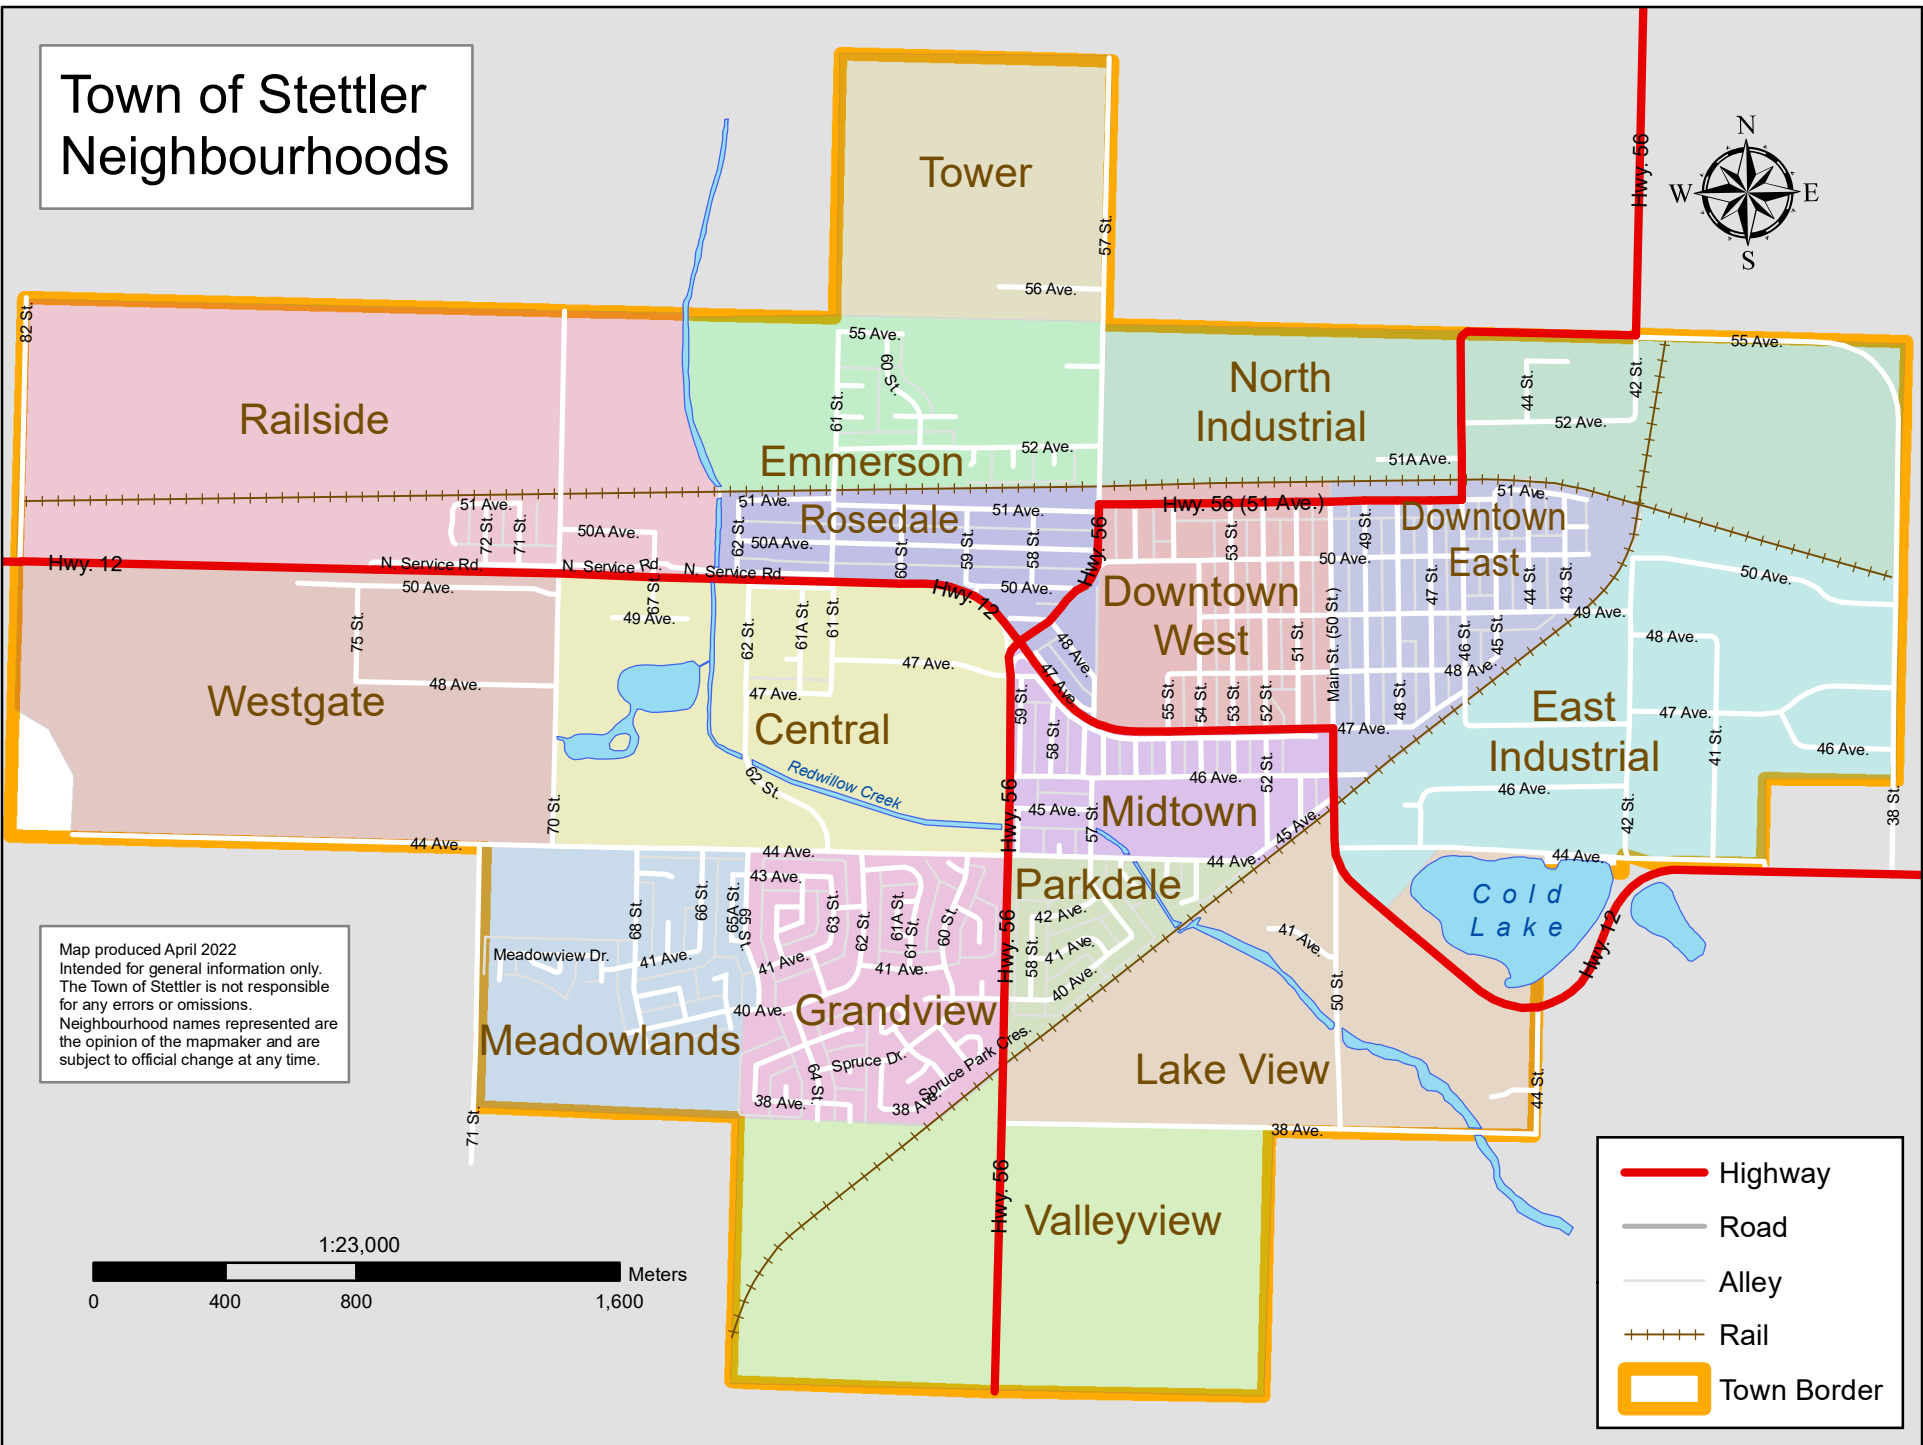 Town of Stettler
Neighbourhoods
N
W
E
S
Hwy. 56
Tower
57 St.
56 Ave.
82 St.
55 Ave.
60 St.
61 St.
Railside
Emmerson
52 Ave.
North
Industrial
51A Ave.
44 St.
42 St.
52 Ave.
55 Ave.
51 Ave.
72 St.
71 St.
50A Ave.
N. Service Rd.
N. Service Rd.
N. Service Rd.
Hwy. 12
51 Ave.
62 St.
Rosedale
50A Ave.
60 St.
59 St.
58 St.
51 Ave.
50 Ave.
Hwy. 56
Hwy. 12
Hwy. 56 (51 Ave.)
53 St.
49 St.
50 Ave.
Downtown
East
51 Ave.
47 St.
44 St.
43 St.
46 St.
45 St.
49 Ave.
48 Ave.
Downtown
West
51 St.
Main St. (50 St.)
55 St.
54 St.
53 St.
52 St.
48 St.
47 Ave.
50 Ave.
75 St.
48 Ave.
Westgate
70 St.
67 St.
49 Ave.
62 St.
61A St.
61 St.
47 Ave.
47 Ave.
Central
62 St.
Redwillow Creek
48 Ave.
47 Ave.
59 St.
58 St.
46 Ave.
52 St.
45 Ave.
57 St.
Midtown
45 Ave.
Hwy. 56
50 Ave.
48 Ave.
East
Industrial
47 Ave.
41 St.
46 Ave.
46 Ave.
42 St.
38 St.
44 Ave.
44 Ave.
44 Ave.
44 Ave.
Cold
Lake
Hwy. 12
43 Ave.
68 St.
66 St.
65A St.
65 St.
63 St.
62 St.
61A St.
61 St.
60 St.
Meadowview Dr.
41 Ave.
41 Ave.
41 Ave.
40 Ave.
Meadowlands
Grandview
Spruce Dr.
Spruce Park Cres.
64 St.
38 Ave.
38 Ave.
71 St.
Hwy. 56
Parkdale
42 Ave.
58 St.
41 Ave.
40 Ave.
41 Ave.
50 St.
Lake View
44 St.
38 Ave.
Hwy. 56
Valleyview
Map produced April 2022
Intended for general information only.
The Town of Stettler is not responsible
for any errors or omissions.
Neighbourhood names represented are
the opinion of the mapmaker and are
subject to official change at any time.
1:23,000
Meters
0
400
800
1,600
Highway
Road
Alley
Rail
Town Border